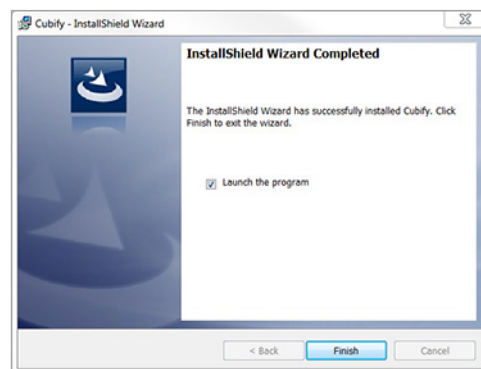 Cubify - InstallShield Wizard
InstallShield Wizard Completed
The InstallShield Wizard has successfully installed Cubify. Click
Finish to exit the wizard.
Launch the program
< Back
Finish
Cancel